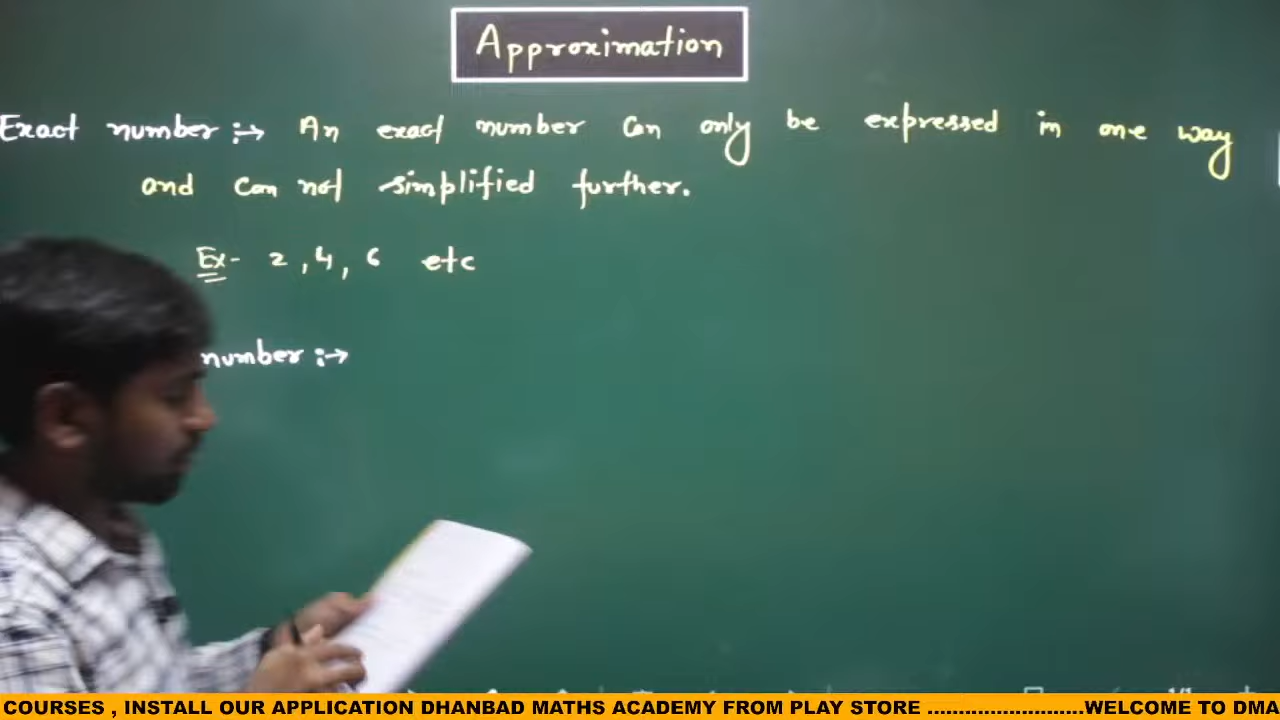 Approximation
Exact number :→ An exact number can only be expressed in one way
and can not simplified further.
Ex- 2, 4, 6 etc
number :→
COURSES , INSTALL OUR APPLICATION DHANBAD MATHS ACADEMY FROM PLAY STORE .........................WELCOME TO DMA